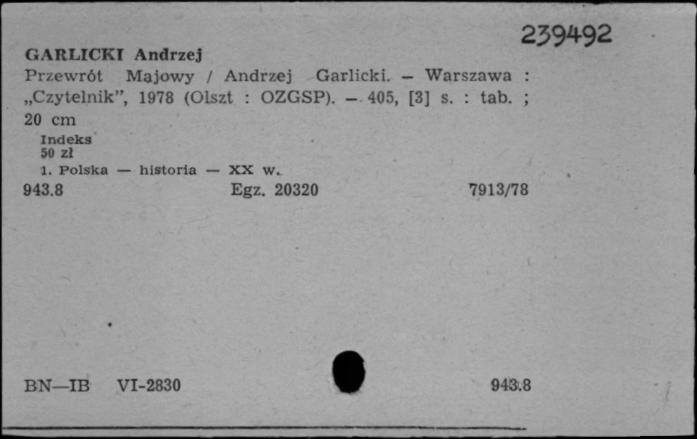 239492
GARLICKI Andrzej
Przewrót Majowy / Andrzej Garlicki. — Warszawa :
„Czytelnik”, 1978 (Olszt : OZGSP). — 405, [3] s. : tab. ;
20 cm
Indeks
50 zł
1. Polska — historia — XX w.
943.8 Egz. 20320 7913/78
BN—IB VI-2830 943.8